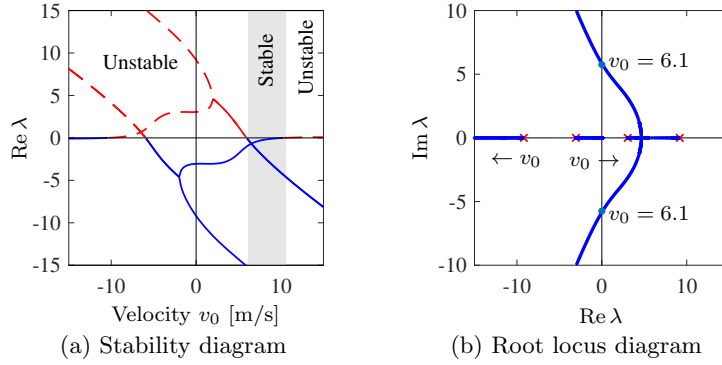 15
10
5
0
-5
-10
-15
Re λ
Unstable
Stable
Unstable
-10
0
10
Velocity v₀ [m/s]
(a) Stability diagram
10
5
0
-5
-10
Im λ
v₀ = 6.1
← v₀
v₀ →
v₀ = 6.1
-10
0
10
Re λ
(b) Root locus diagram